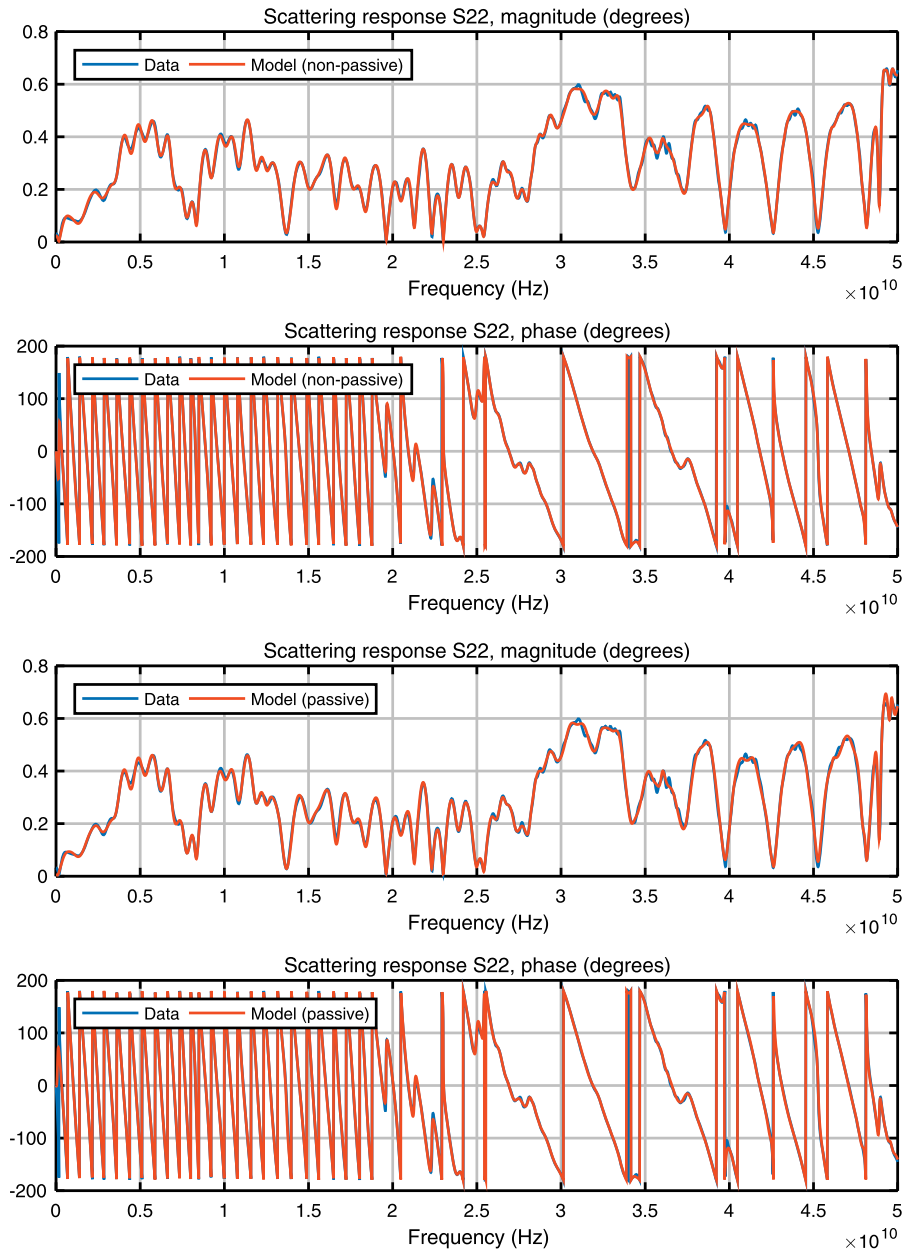 Scattering response S22, magnitude (degrees)
0.8
0.6
0.4
0.2
0
Data Model (non-passive)
0 0.5 1 1.5 2 2.5 3 3.5 4 4.5 5
Frequency (Hz)
×10^10
Scattering response S22, phase (degrees)
200
100
0
-100
-200
Data Model (non-passive)
0 0.5 1 1.5 2 2.5 3 3.5 4 4.5 5
Frequency (Hz)
×10^10
Scattering response S22, magnitude (degrees)
0.8
0.6
0.4
0.2
0
Data Model (passive)
0 0.5 1 1.5 2 2.5 3 3.5 4 4.5 5
Frequency (Hz)
×10^10
Scattering response S22, phase (degrees)
200
100
0
-100
-200
Data Model (passive)
0 0.5 1 1.5 2 2.5 3 3.5 4 4.5 5
Frequency (Hz)
×10^10